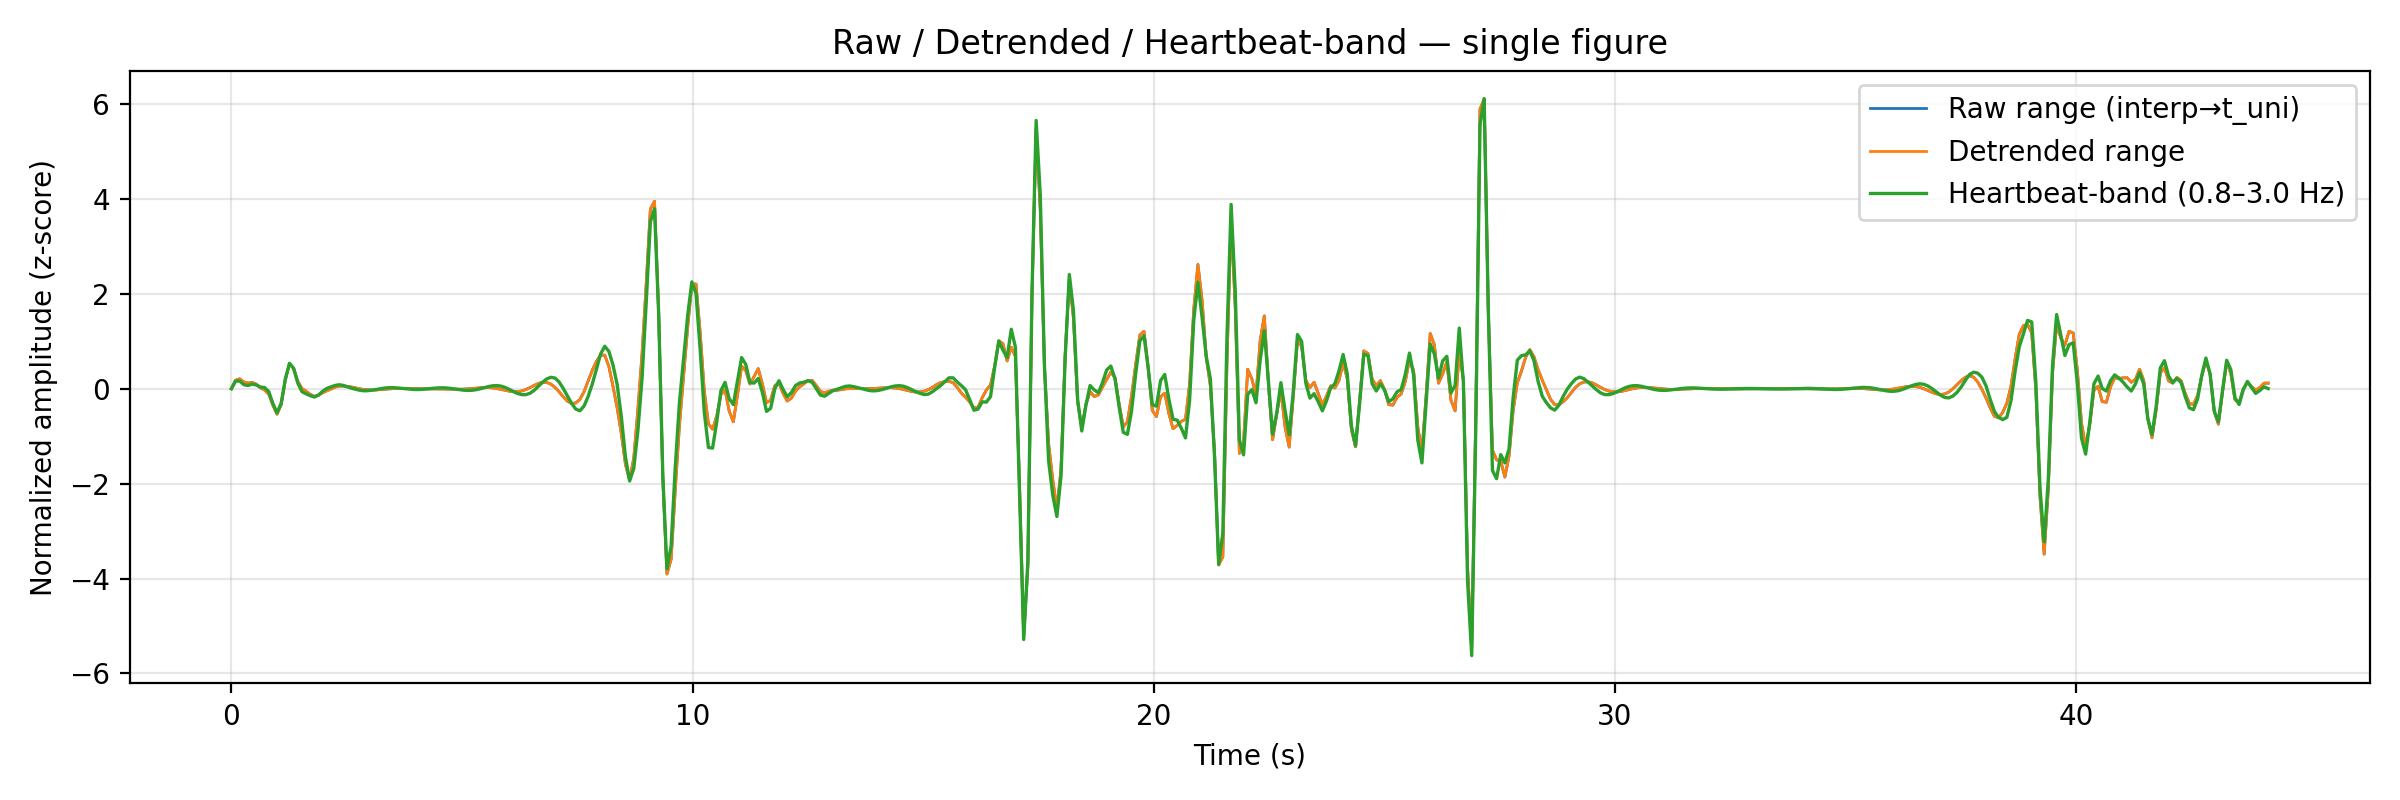 Raw / Detrended / Heartbeat-band — single figure
Raw range (interp→t_uni)
Detrended range
Heartbeat-band (0.8–3.0 Hz)
Normalized amplitude (z-score)
6
4
2
0
−2
−4
−6
0 10 20 30 40
Time (s)